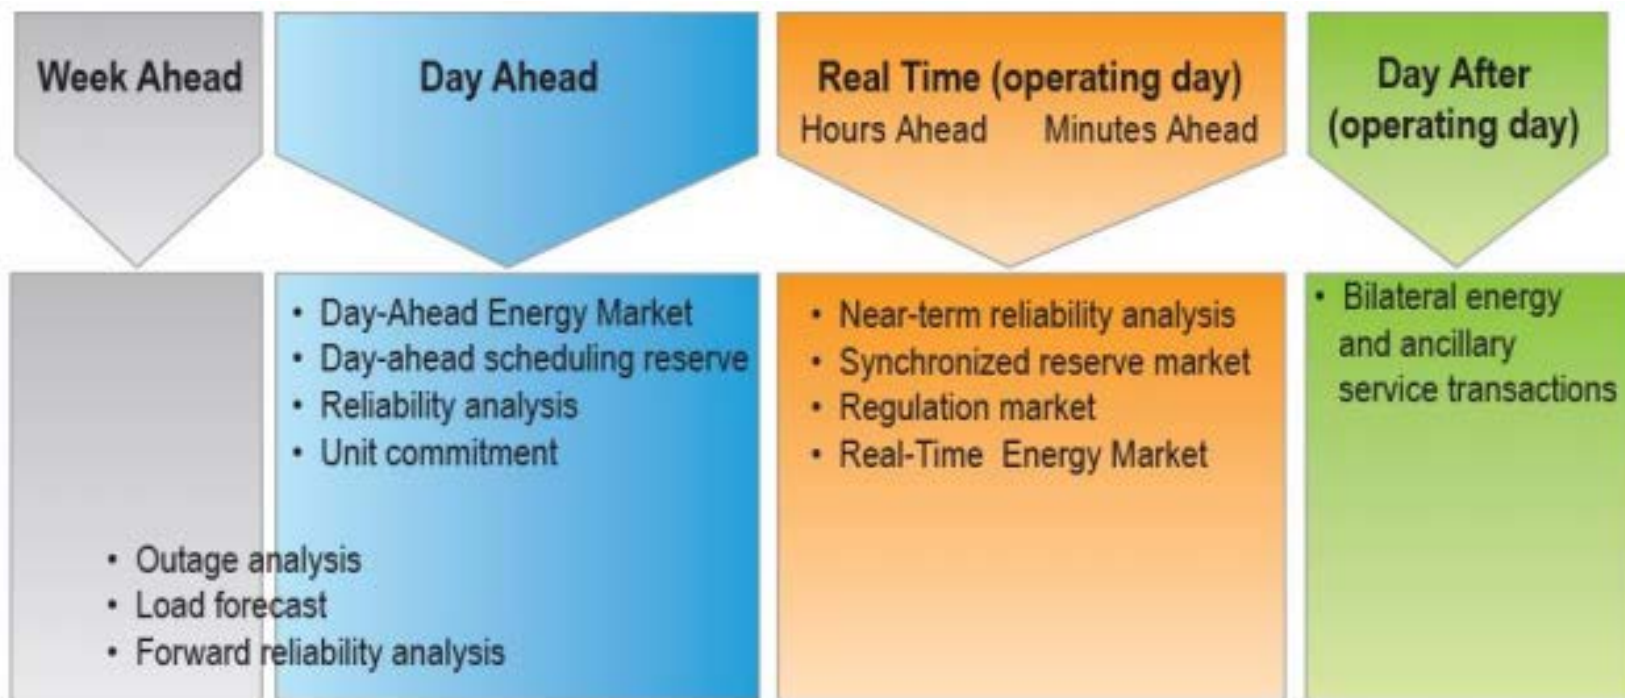 Week Ahead
Day Ahead
Real Time (operating day)
Hours Ahead Minutes Ahead
Day After
(operating day)
• Day-Ahead Energy Market
• Day-ahead scheduling reserve
• Reliability analysis
• Unit commitment
• Outage analysis
• Load forecast
• Forward reliability analysis
• Near-term reliability analysis
• Synchronized reserve market
• Regulation market
• Real-Time Energy Market
• Bilateral energy
and ancillary
service transactions